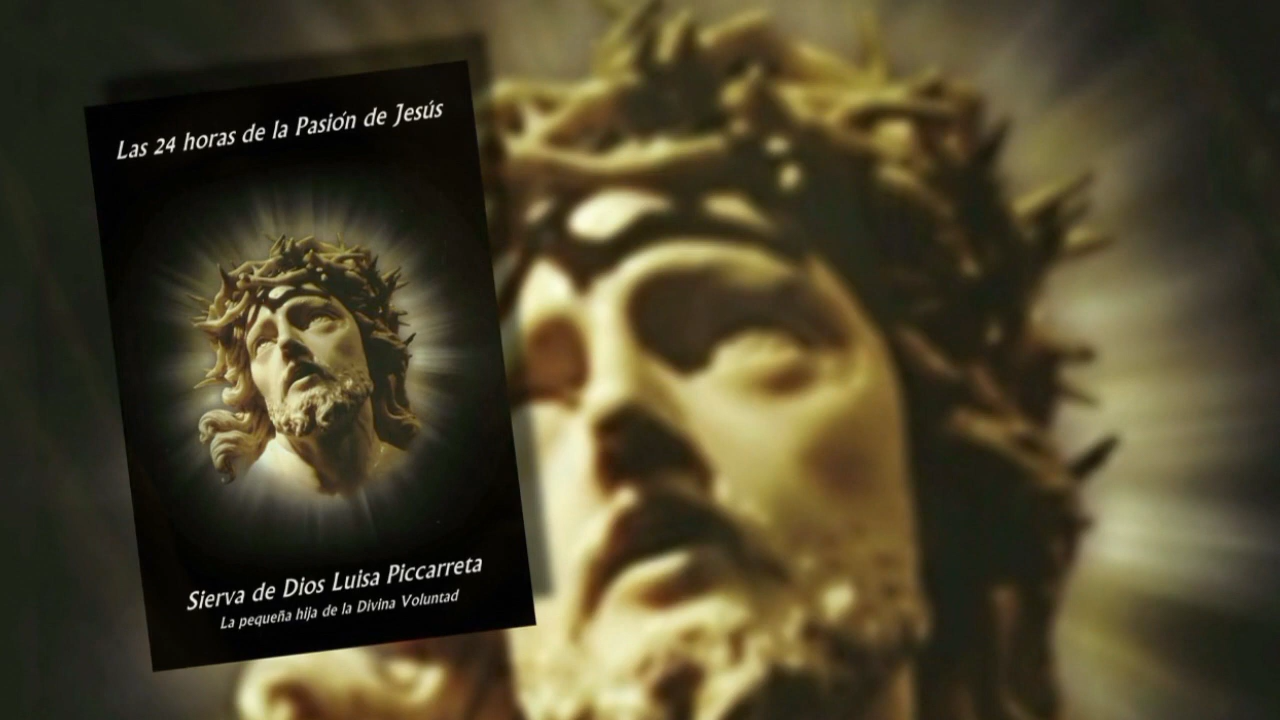 Las 24 horas de la Pasión de Jesús
Sierva de Dios Luisa Piccarreta
La pequeña hija de la Divina Voluntad